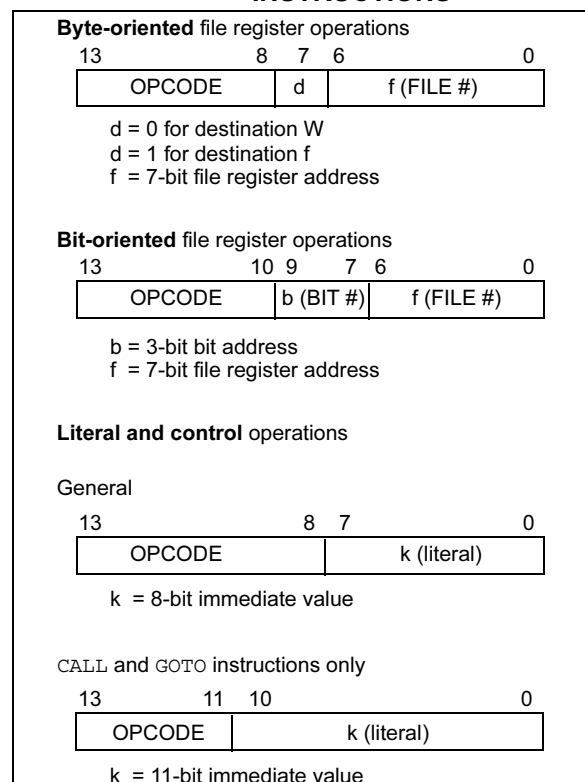 INSTRUCTIONS
Byte-oriented file register operations
13 8 7 6 0
OPCODE d f (FILE #)
d = 0 for destination W
d = 1 for destination f
f = 7-bit file register address
Bit-oriented file register operations
13 10 9 7 6 0
OPCODE b (BIT #) f (FILE #)
b = 3-bit bit address
f = 7-bit file register address
Literal and control operations
General
13 8 7 0
OPCODE k (literal)
k = 8-bit immediate value
CALL and GOTO instructions only
13 11 10 0
OPCODE k (literal)
k = 11-bit immediate value